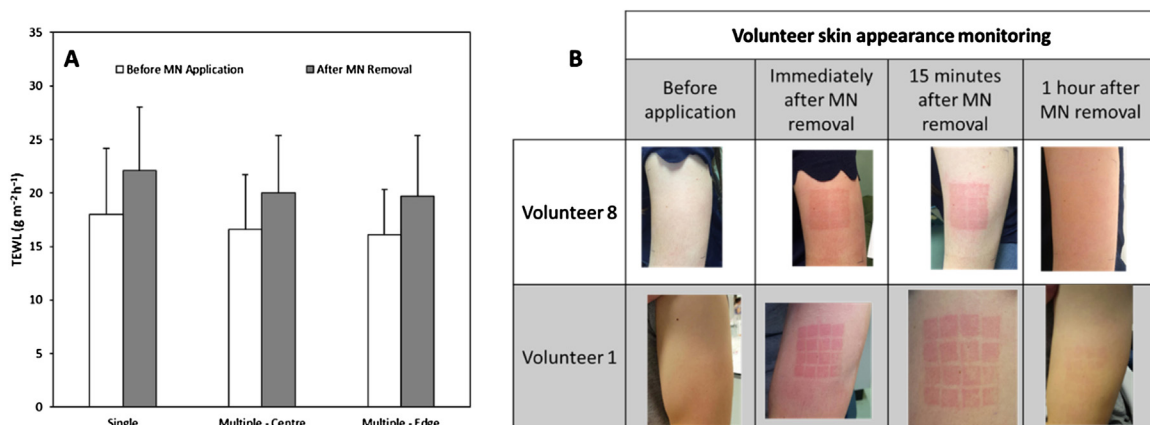 35
30
25
20
15
10
5
0
TEWL (g m⁻²h⁻¹)
A
Before MN Application
After MN Removal
Single
Multiple - Centre
Multiple - Edge
B
Volunteer skin appearance monitoring
Before
application
Immediately
after MN
removal
15 minutes
after MN
removal
1 hour after
MN removal
Volunteer 8
Volunteer 1